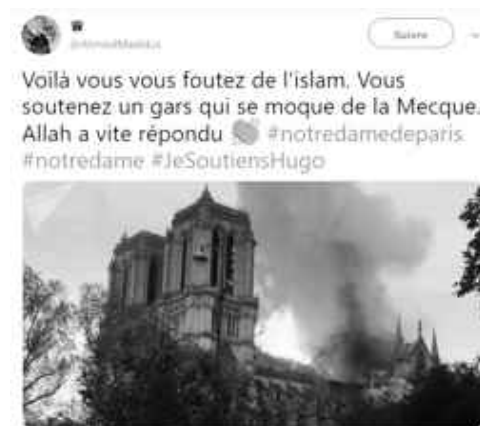 Suivre
Voilà vous vous foutez de l'islam. Vous
soutenez un gars qui se moque de la Mecque.
Allah a vite répondu #notredamedeparis
#notredame #JeSoutiensHugo